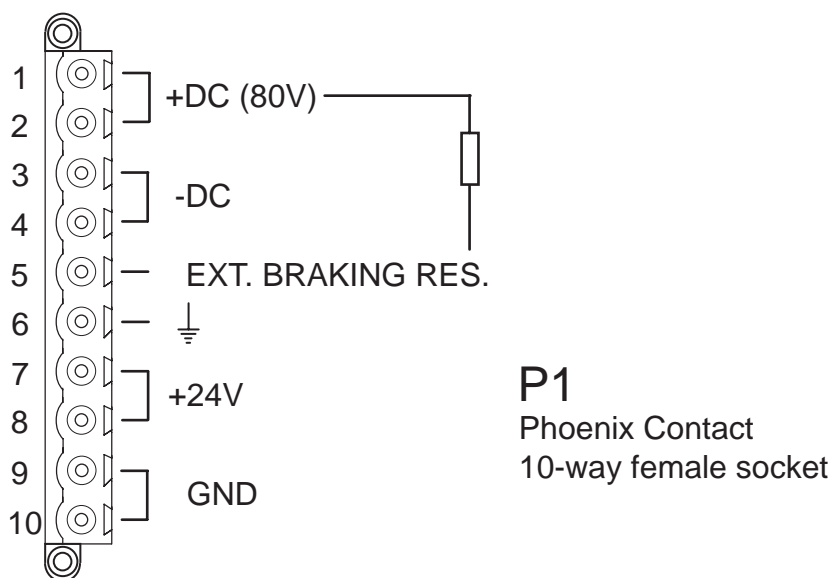 1
2
3
4
5
6
7
8
9
10
+DC (80V)
-DC
EXT. BRAKING RES.
+24V
GND
P1
Phoenix Contact
10-way female socket